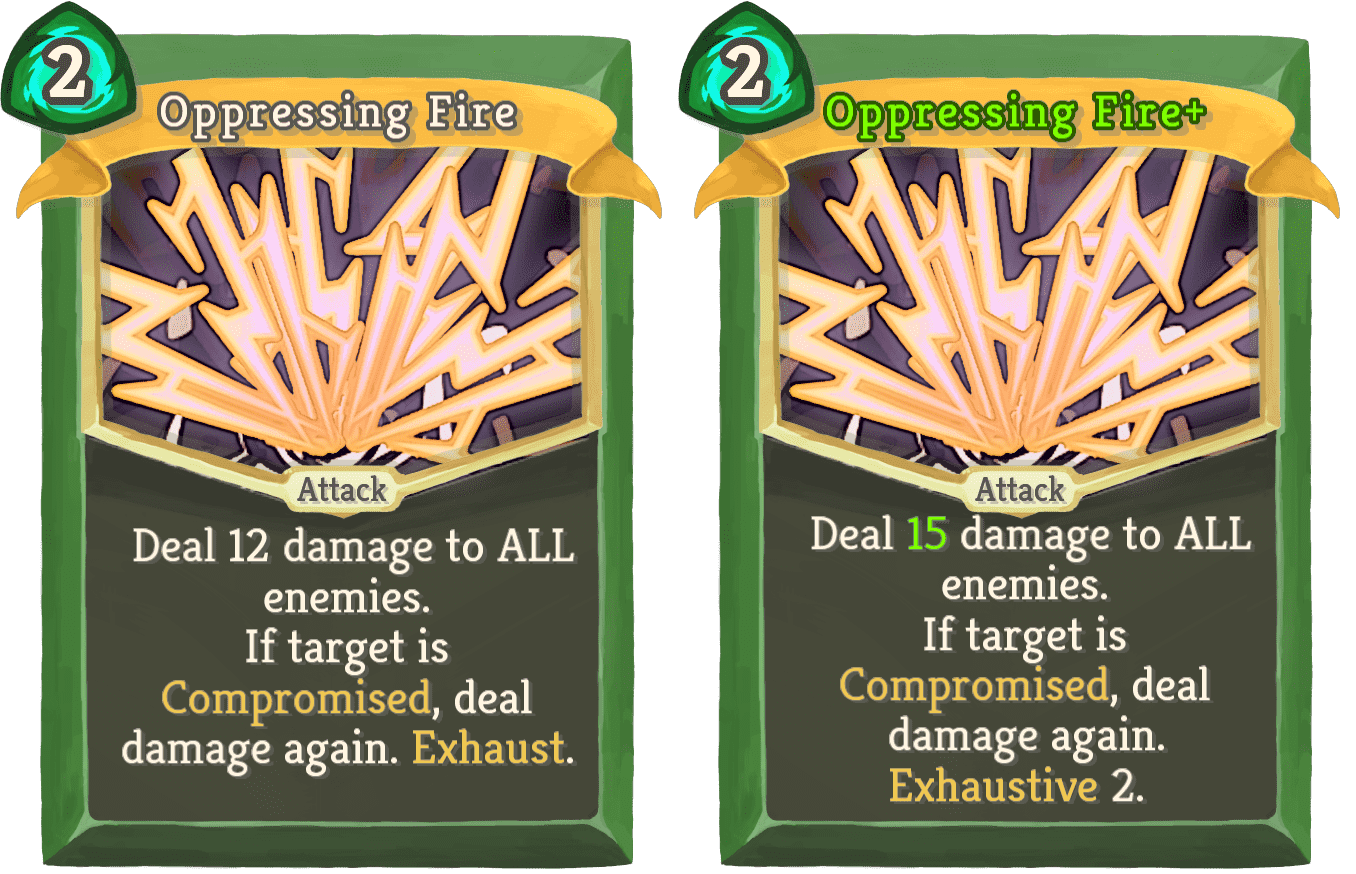 2
Oppressing Fire
Attack
Deal 12 damage to ALL
enemies.
If target is
Compromised, deal
damage again. Exhaust.
2
Oppressing Fire+
Attack
Deal 15 damage to ALL
enemies.
If target is
Compromised, deal
damage again.
Exhaustive 2.